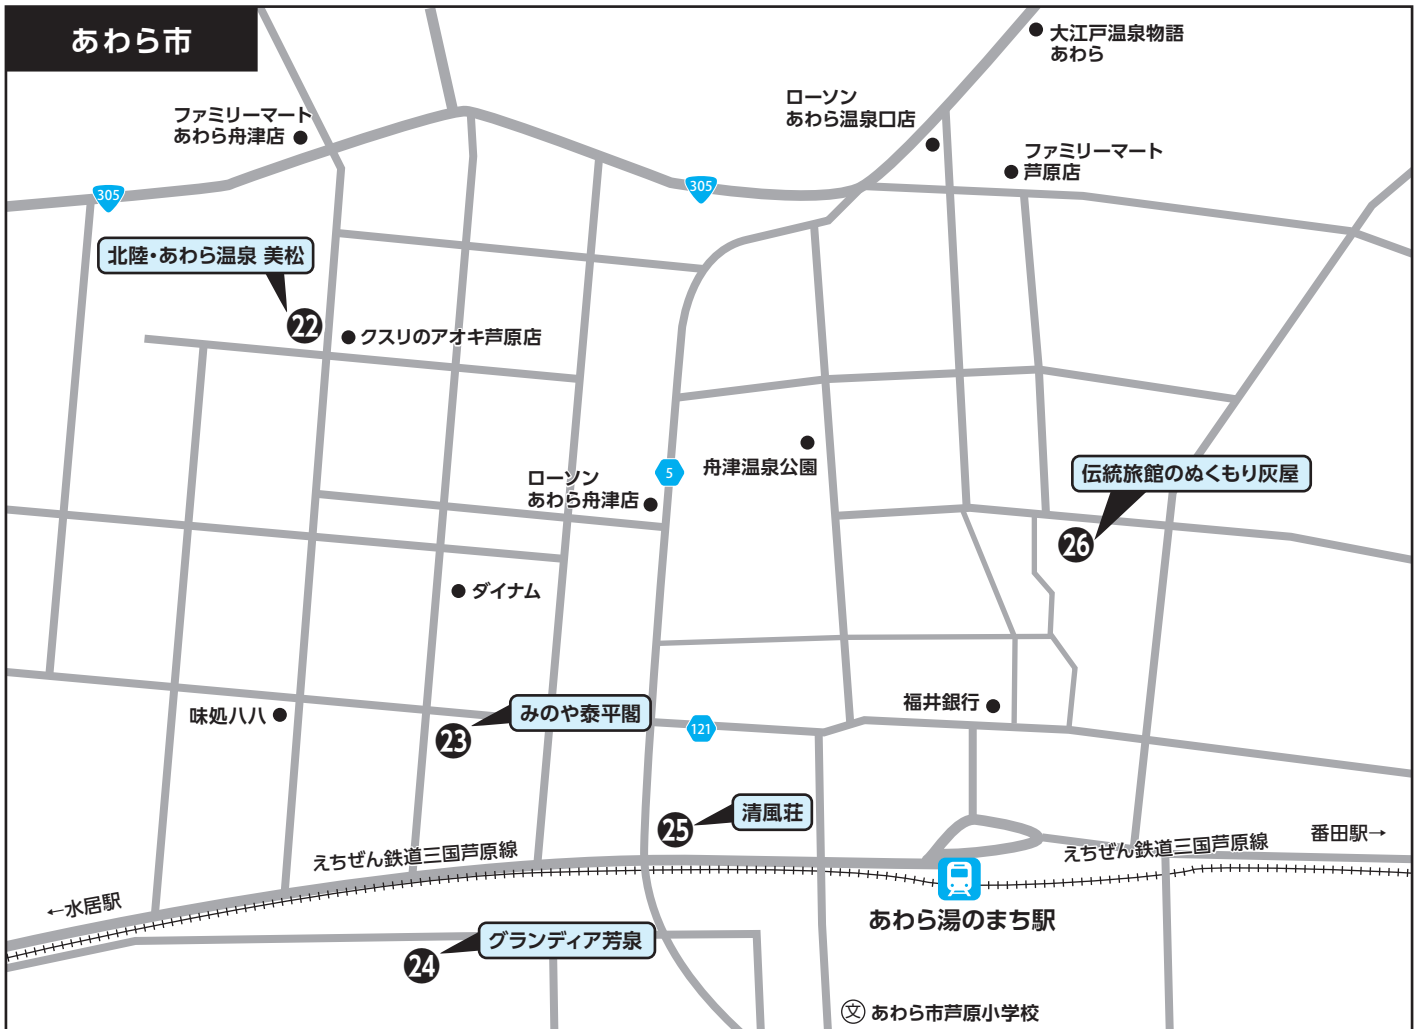 あわら市
大江戸温泉物語
あわら
ローソン
あわら温泉口店
ファミリーマート
あわら舟津店
ファミリーマート
芦原店
305
305
北陸・あわら温泉 美松
22
クスリのアオキ芦原店
舟津温泉公園
5
ローソン
あわら舟津店
伝統旅館のぬくもり灰屋
26
ダイナム
味処八八
みのや泰平閣
23
121
福井銀行
清風荘
25
えちぜん鉄道三国芦原線
えちぜん鉄道三国芦原線
番田駅→
←水居駅
あわら湯のまち駅
グランディア芳泉
24
文 あわら市芦原小学校